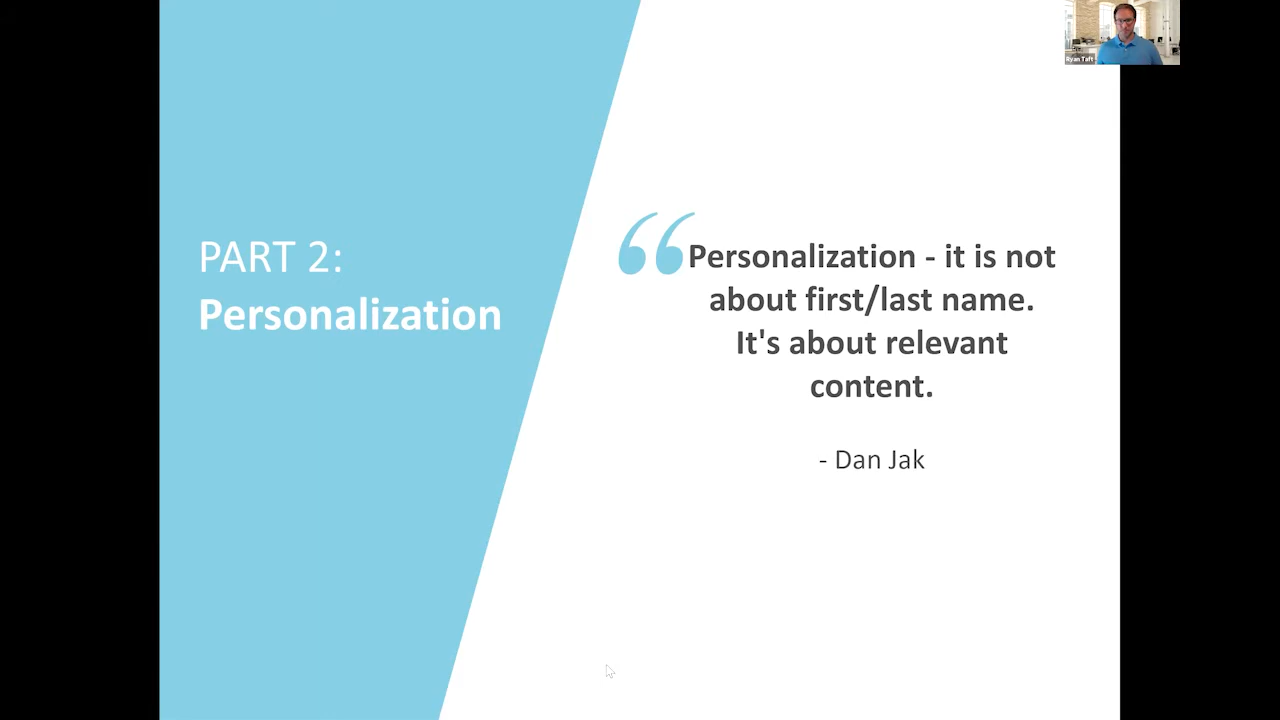 Ryan Taft
PART 2:
Personalization
“Personalization - it is not
about first/last name.
It's about relevant
content.
- Dan Jak